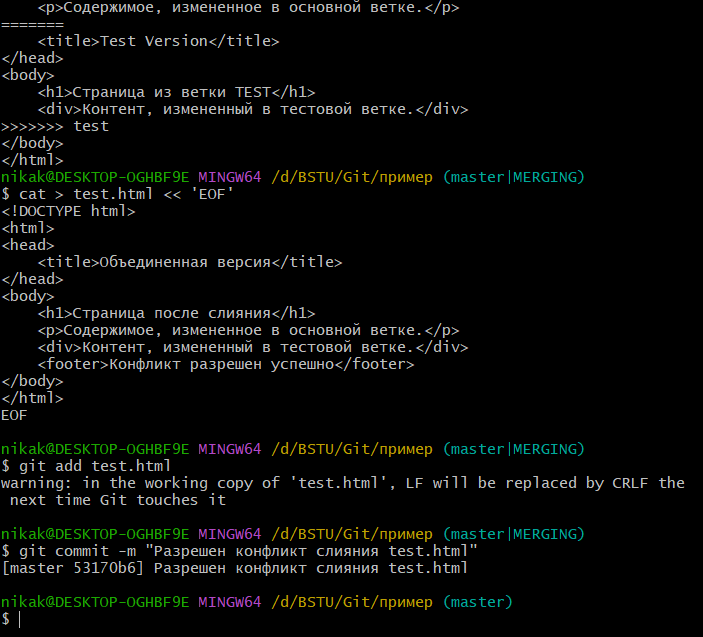 <p>Содержимое, измененное в основной ветке.</p>
=======
    <title>Test Version</title>
</head>
<body>
    <h1>Страница из ветки TEST</h1>
    <div>Контент, измененный в тестовой ветке.</div>
>>>>>>> test
</body>
</html>
nikak@DESKTOP-OGHBF9E MINGW64 /d/BSTU/Git/пример (master|MERGING)
$ cat > test.html << 'EOF'
<!DOCTYPE html>
<html>
<head>
    <title>Объединенная версия</title>
</head>
<body>
    <h1>Страница после слияния</h1>
    <p>Содержимое, измененное в основной ветке.</p>
    <div>Контент, измененный в тестовой ветке.</div>
    <footer>Конфликт разрешен успешно</footer>
</body>
</html>
EOF
nikak@DESKTOP-OGHBF9E MINGW64 /d/BSTU/Git/пример (master|MERGING)
$ git add test.html
warning: in the working copy of 'test.html', LF will be replaced by CRLF the
 next time Git touches it
nikak@DESKTOP-OGHBF9E MINGW64 /d/BSTU/Git/пример (master|MERGING)
$ git commit -m "Разрешен конфликт слияния test.html"
[master 53170b6] Разрешен конфликт слияния test.html
nikak@DESKTOP-OGHBF9E MINGW64 /d/BSTU/Git/пример (master)
$